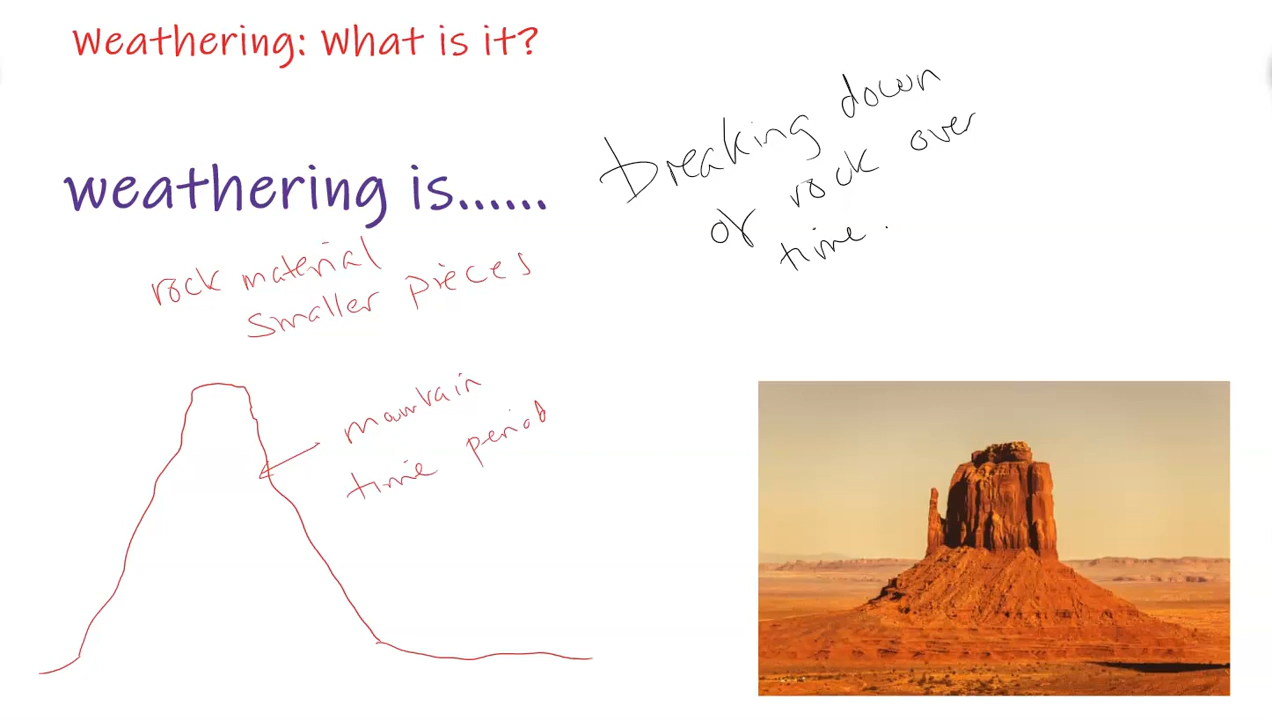 Weathering: What is it?
weathering is......
breaking down
of rock over
time.
rock material
smaller pieces
mountain
time period